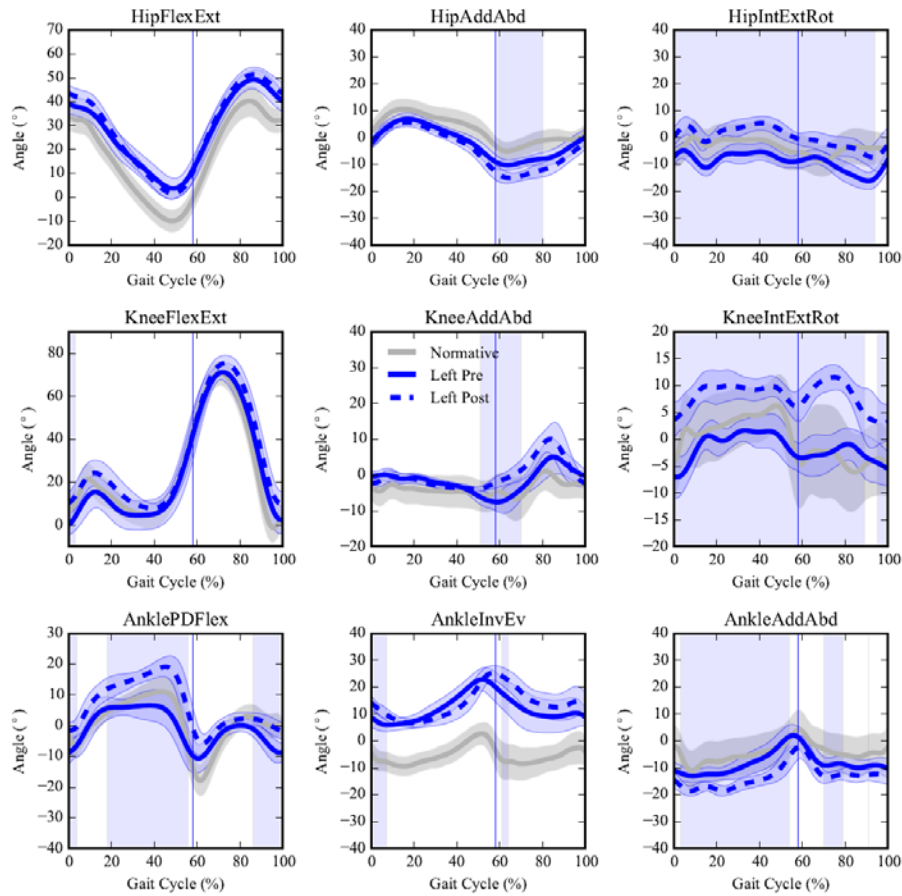 HipFlexExt
70
60
50
40
30
20
10
0
−10
−20
Angle (°)
0 20 40 60 80 100
Gait Cycle (%)
HipAddAbd
40
30
20
10
0
−10
−20
−30
−40
Angle (°)
0 20 40 60 80 100
Gait Cycle (%)
HipIntExtRot
40
30
20
10
0
−10
−20
−30
−40
Angle (°)
0 20 40 60 80 100
Gait Cycle (%)
KneeFlexExt
80
60
40
20
0
Angle (°)
0 20 40 60 80 100
Gait Cycle (%)
KneeAddAbd
40
30
20
10
0
−10
−20
Angle (°)
Normative
Left Pre
Left Post
0 20 40 60 80 100
Gait Cycle (%)
KneeIntExtRot
20
15
10
5
0
−5
−10
−15
−20
Angle (°)
0 20 40 60 80 100
Gait Cycle (%)
AnklePDFlex
30
20
10
0
−10
−20
−30
−40
Angle (°)
0 20 40 60 80 100
Gait Cycle (%)
AnkleInvEv
40
30
20
10
0
−10
−20
−30
−40
Angle (°)
0 20 40 60 80 100
Gait Cycle (%)
AnkleAddAbd
40
30
20
10
0
−10
−20
−30
−40
Angle (°)
0 20 40 60 80 100
Gait Cycle (%)